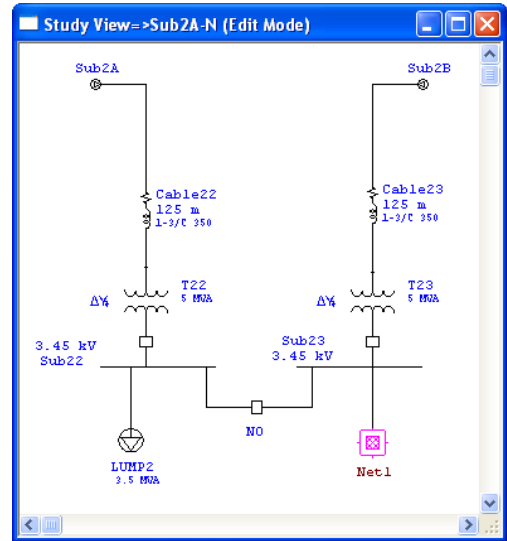 Study View=>Sub2A-N (Edit Mode)
Sub2A
Sub2B
Cable22
125 m
1-3/C 350
Cable23
125 m
1-3/C 350
T22
5 MVA
T23
5 MVA
3.45 kV
Sub22
Sub23
3.45 kV
NO
LUMP2
3.5 MVA
Net1